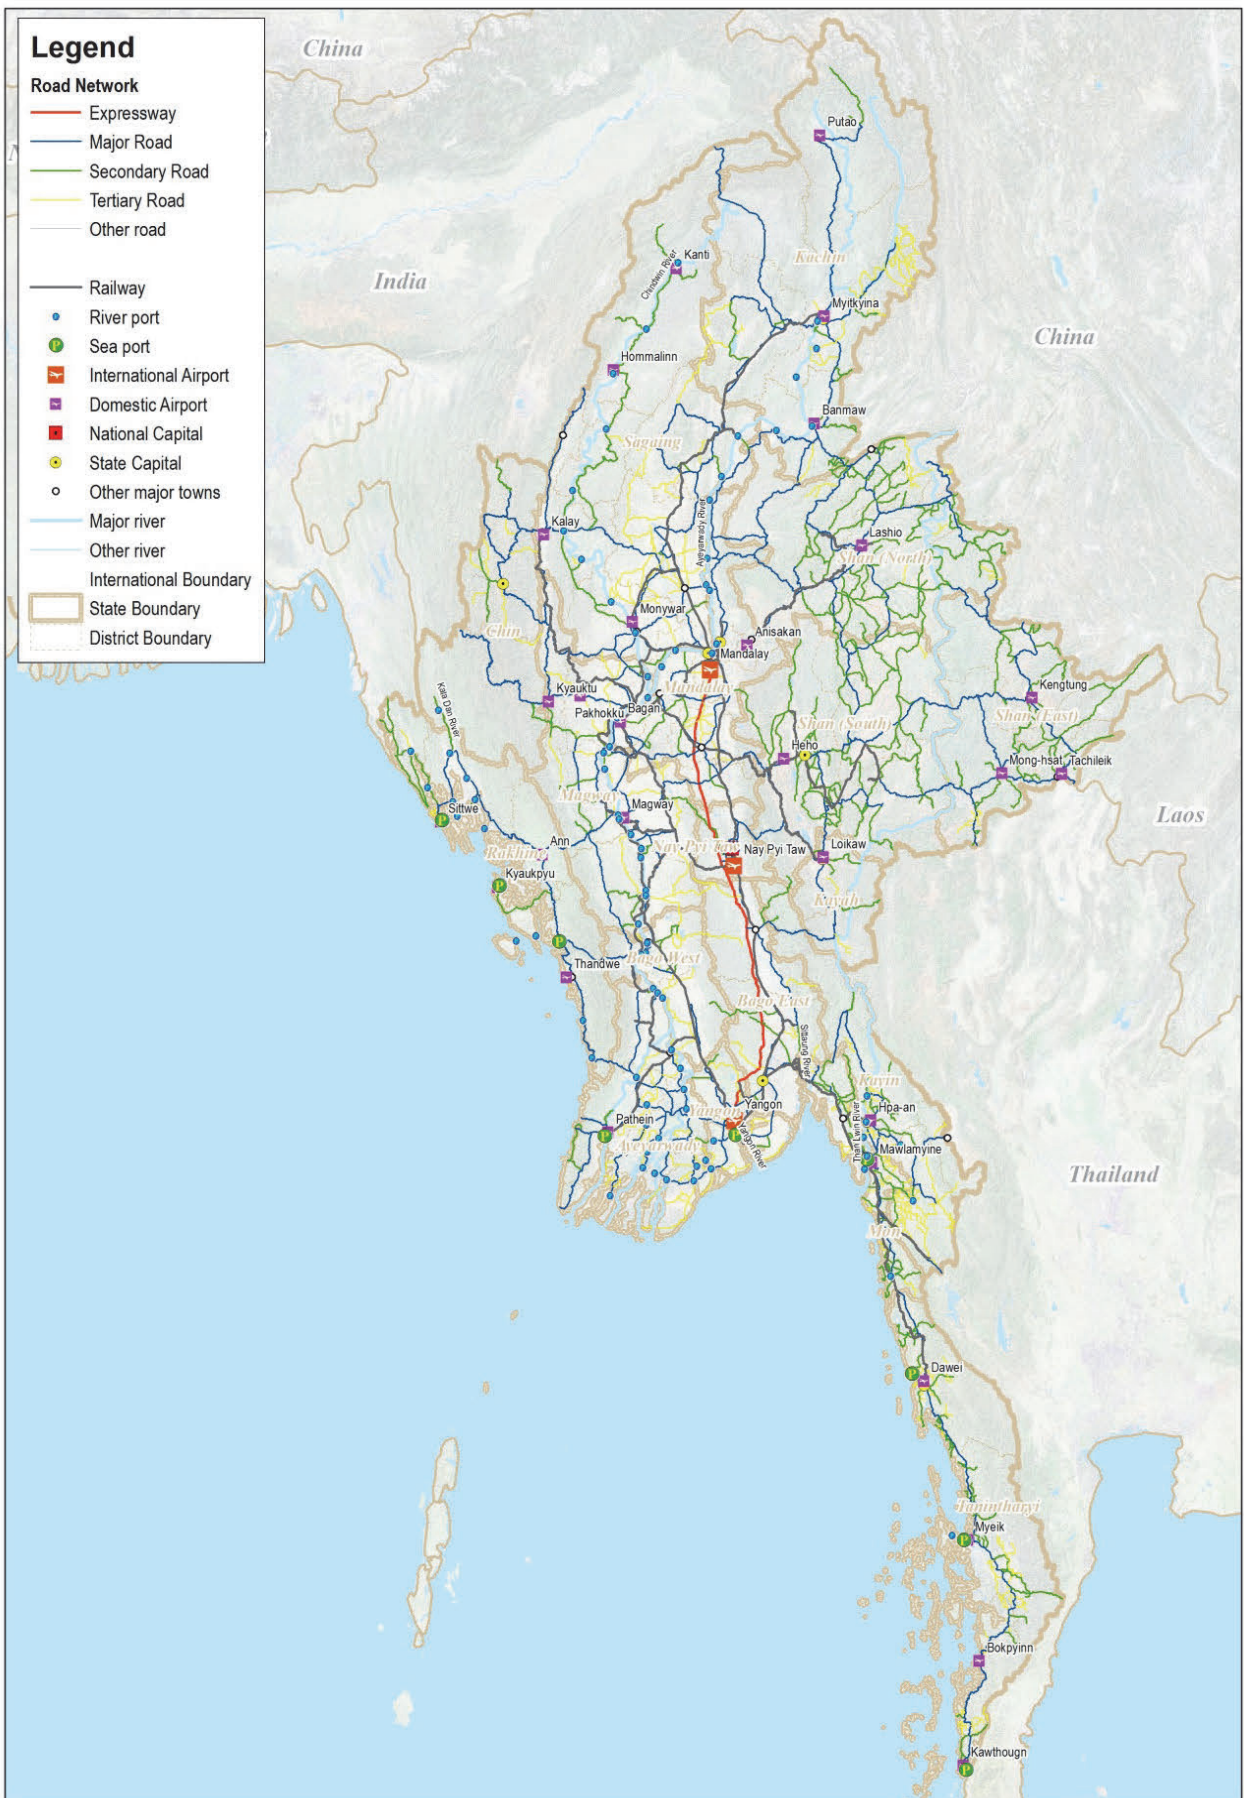 Legend
Road Network
Expressway
Major Road
Secondary Road
Tertiary Road
Other road
Railway
River port
Sea port
International Airport
Domestic Airport
National Capital
State Capital
Other major towns
Major river
Other river
International Boundary
State Boundary
District Boundary
China
India
China
Laos
Thailand
Putao
Kachin
Kanti
Chindwin River
Myitkyina
Hommalinn
Banmaw
Sagaing
Ayeyarwady River
Kalay
Lashio
Shan (North)
Monywar
Anisakan
Chin
Mandalay
Mandalay
Kyauktu
Kengtung
Kala Dan River
Pakhokku
Bagan
Shan (South)
Shan (East)
Heho
Mong-hsat
Tachileik
Magway
Magway
Sittwe
Ann
Rakhine
Nay Pyi Taw
Nay Pyi Taw
Loikaw
Kyaukpyu
Kayah
Thandwe
Bago West
Bago East
Sittaung River
Kayin
Yangon
Yangon
Hpa-an
Pathein
Ayeyarwady
Yangon River
Than Lwin River
Mawlamyine
Mon
Dawei
Tanintharyi
Myeik
Bokpyinn
Kawthougn